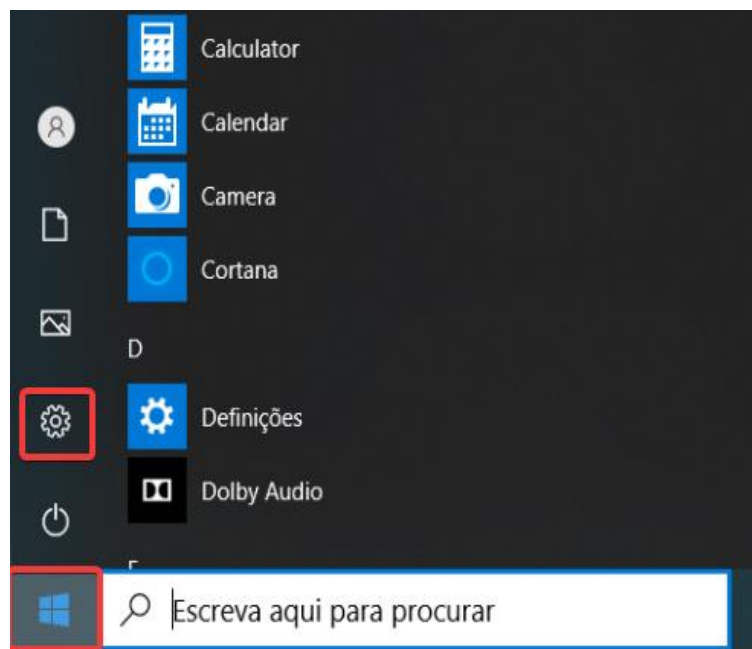 Calculator
Calendar
Camera
Cortana
D
Definições
Dolby Audio
Escreva aqui para procurar